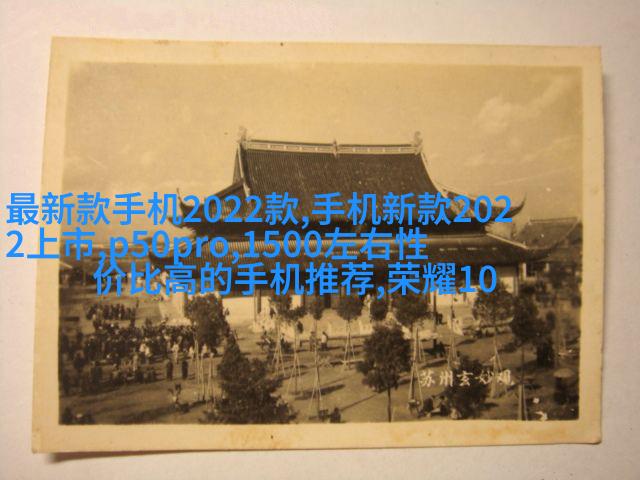 最新款手机2022款,手机新款202
2上市,p50pro,1500左右性
价比高的手机推荐,荣耀10
苏州玄妙观